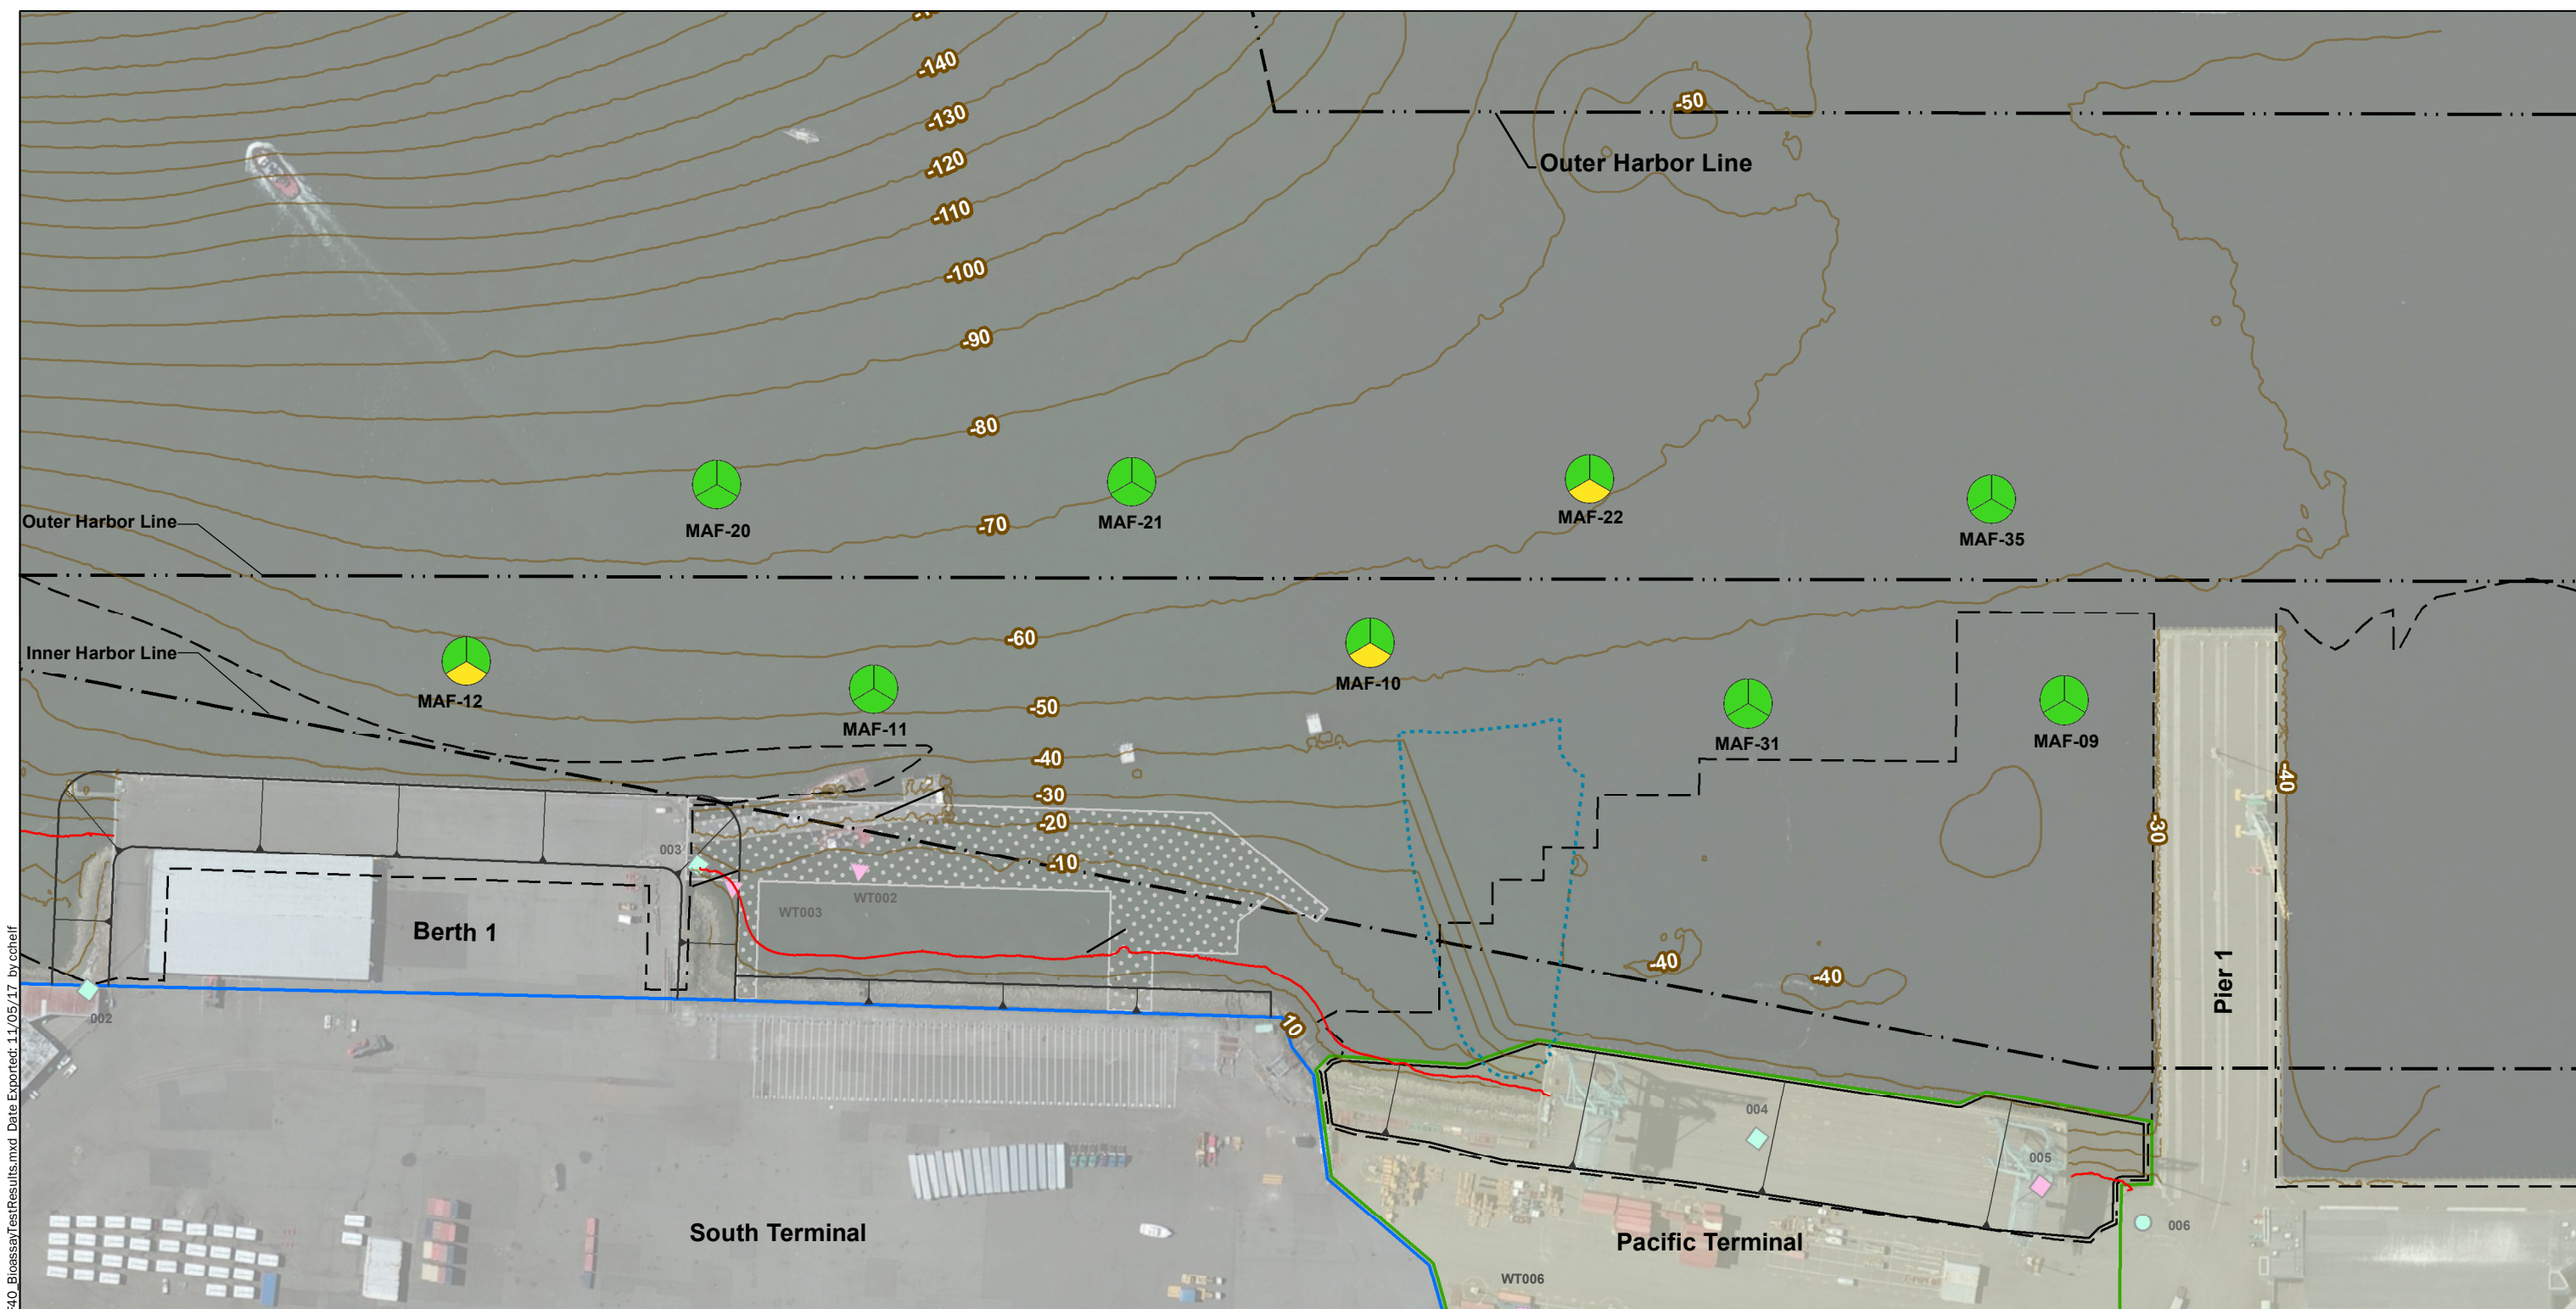 -140
-130
-50
-120
Outer Harbor Line
-110
-100
-90
-80
MAF-20
MAF-21
MAF-22
MAF-35
-70
Outer Harbor Line
-60
Inner Harbor Line
MAF-12
MAF-11
MAF-10
MAF-31
MAF-09
-50
-40
-30
-20
-10
-30
-40
003
WT003
WT002
Berth 1
-40
-40
Pier 1
002
10
004
005
006
South Terminal
Pacific Terminal
WT006
F40_BioassayTestResults.mxd Date Exported: 11/05/17 by cchelf